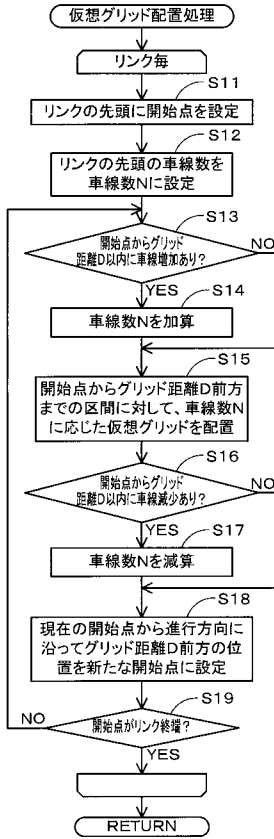 仮想グリッド配置処理
リンク毎
S11
リンクの先頭に開始点を設定
S12
リンクの先頭の車線数を
車線数Nに設定
S13
開始点からグリッド
距離D以内に車線増加あり?
NO
YES
S14
車線数Nを加算
S15
開始点からグリッド距離D前方
までの区間に対して、車線数N
に応じた仮想グリッドを配置
S16
開始点からグリッド
距離D以内に車線減少あり?
NO
YES
S17
車線数Nを減算
S18
現在の開始点から進行方向に
沿ってグリッド距離D前方の位
置を新たな開始点に設定
S19
NO
開始点がリンク終端?
YES
RETURN